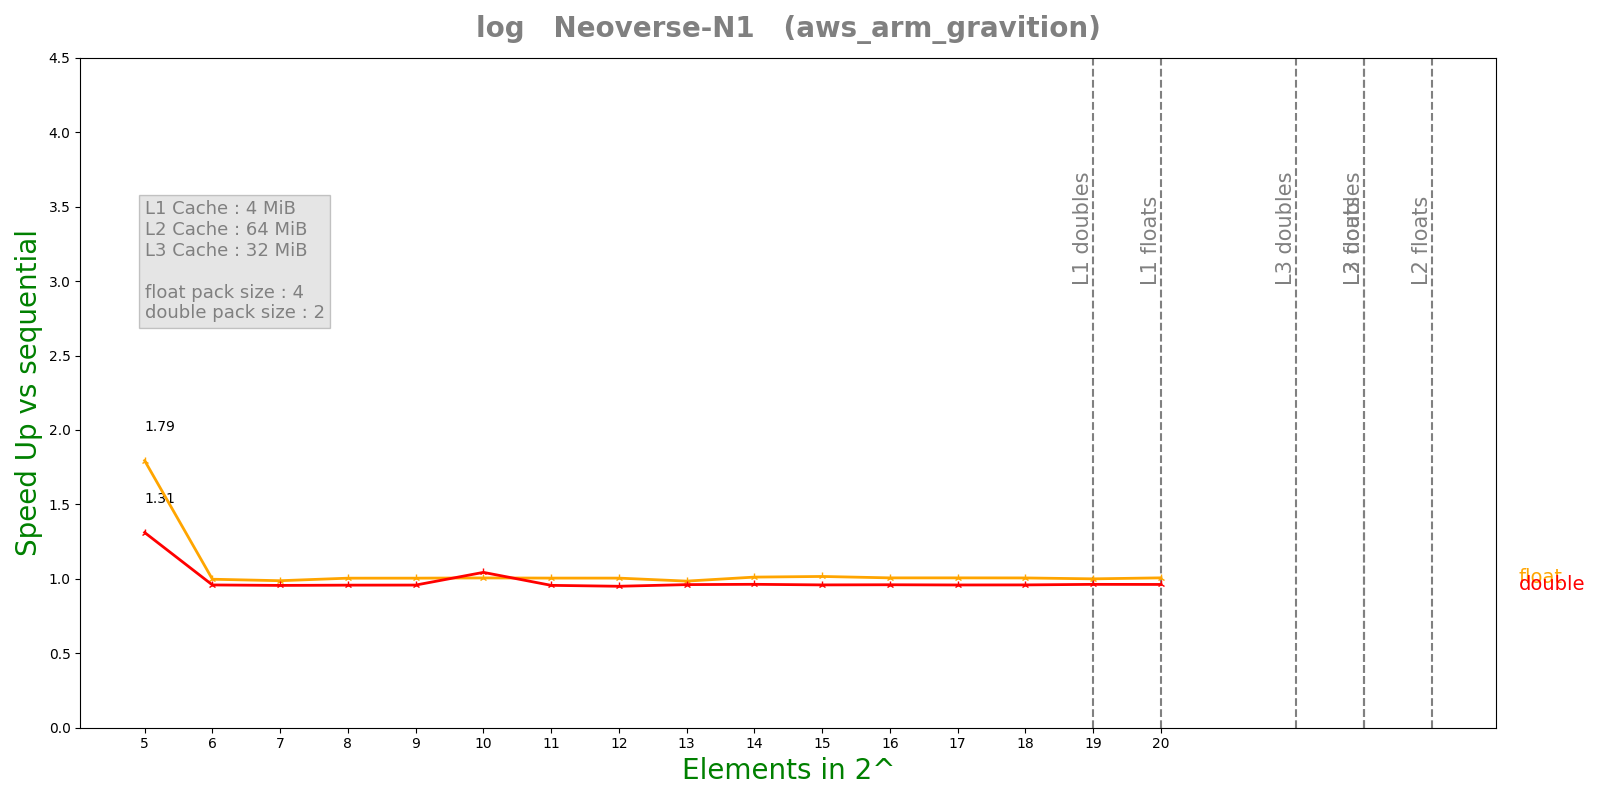 log   Neoverse-N1   (aws_arm_gravition)
Speed Up vs sequential
4.5
4.0
3.5
3.0
2.5
2.0
1.5
1.0
0.5
0.0
L1 Cache : 4 MiB
L2 Cache : 64 MiB
L3 Cache : 32 MiB
float pack size : 4
double pack size : 2
1.79
1.31
L1 doubles
L1 floats
L3 doubles
L2 doubles
L3 floats
L2 floats
float
double
5 6 7 8 9 10 11 12 13 14 15 16 17 18 19 20
Elements in 2^